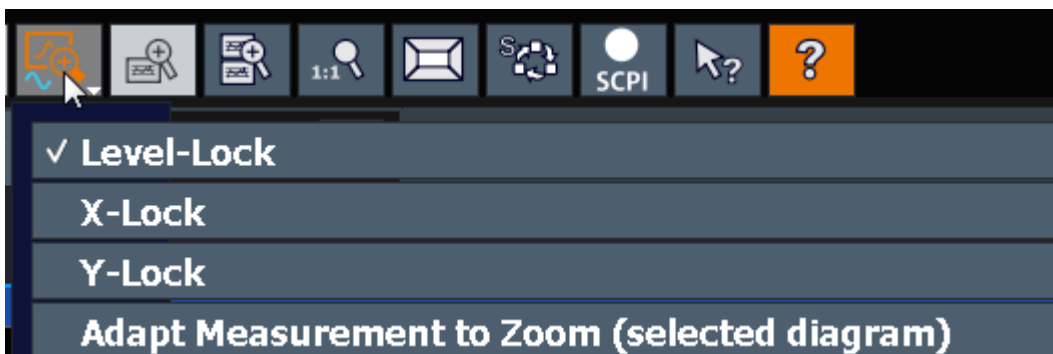 1:1
S
SCPI
?
?
✓ Level-Lock
X-Lock
Y-Lock
Adapt Measurement to Zoom (selected diagram)